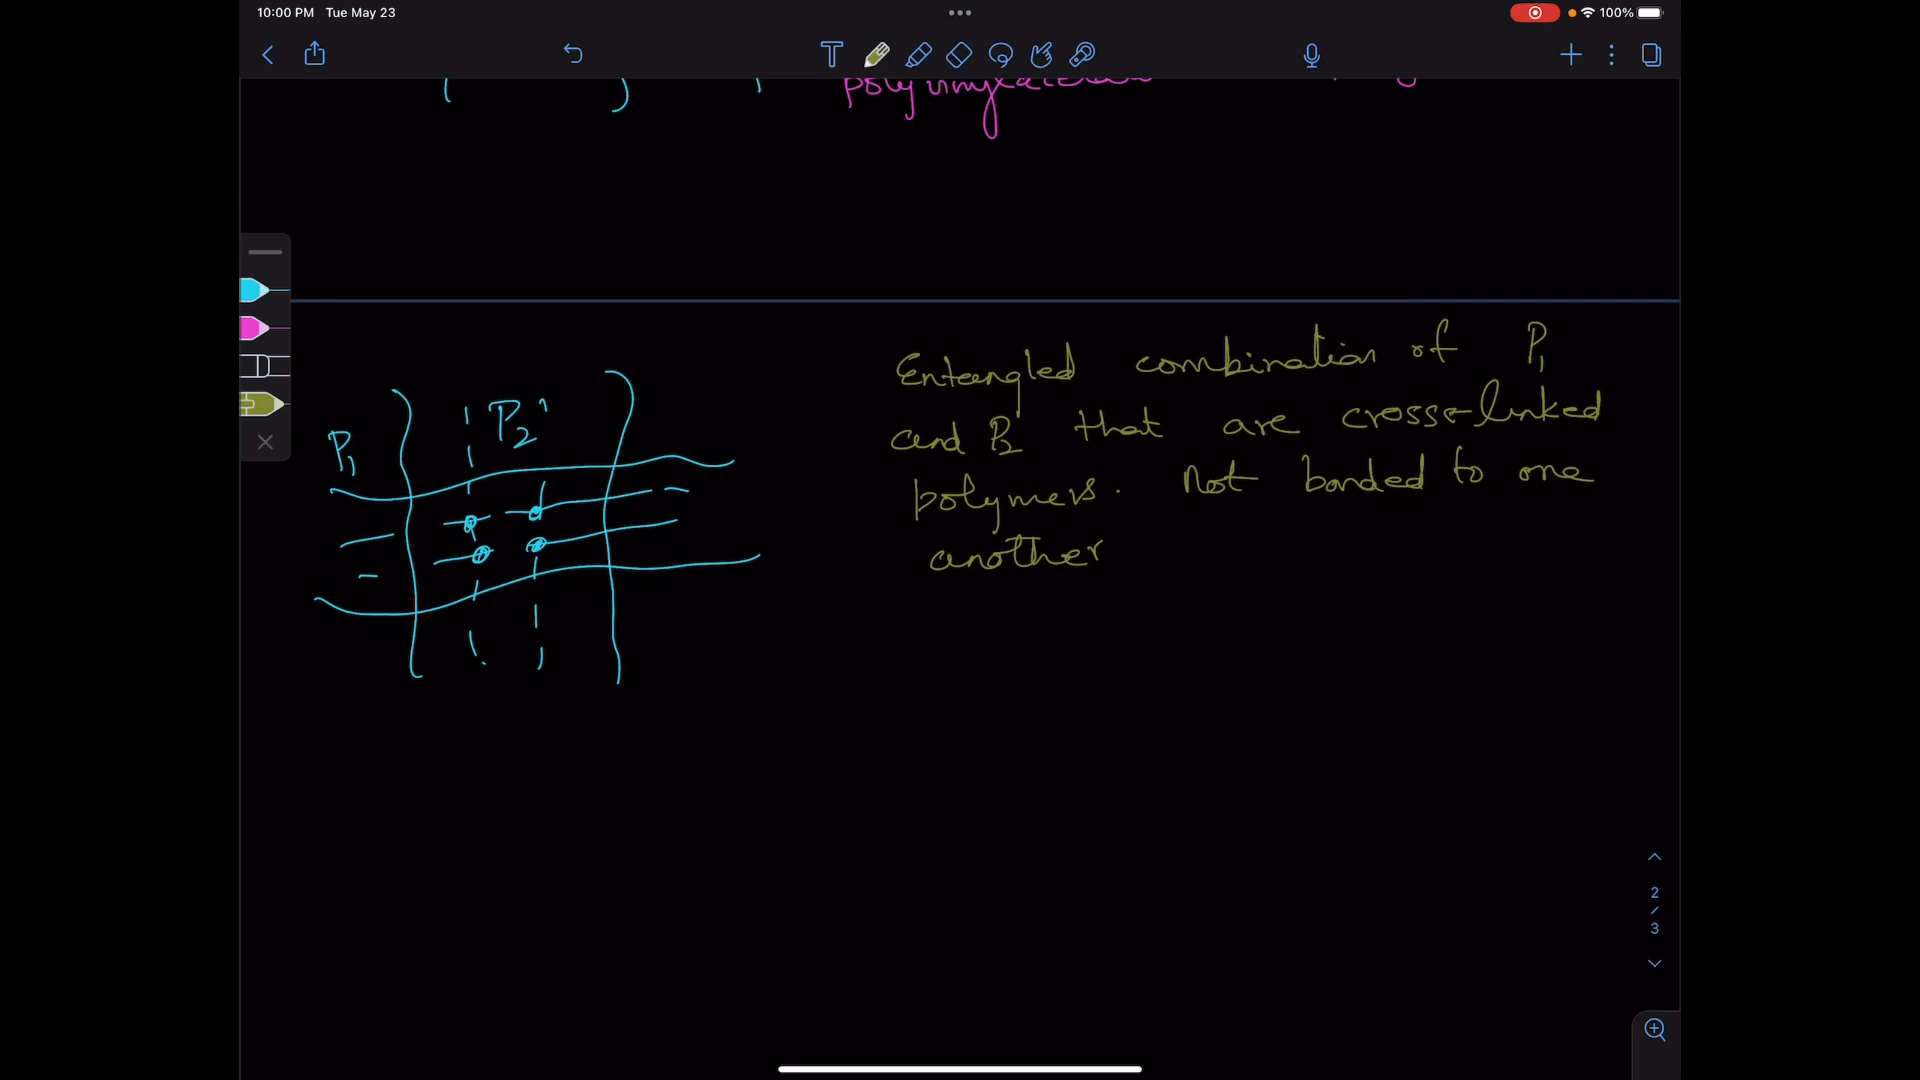 10:00 PM Tue May 23
100%
P1
P2
Entangled combination of P1
and P2 that are cross-linked
polymers. Not bonded to one
another
2
/
3